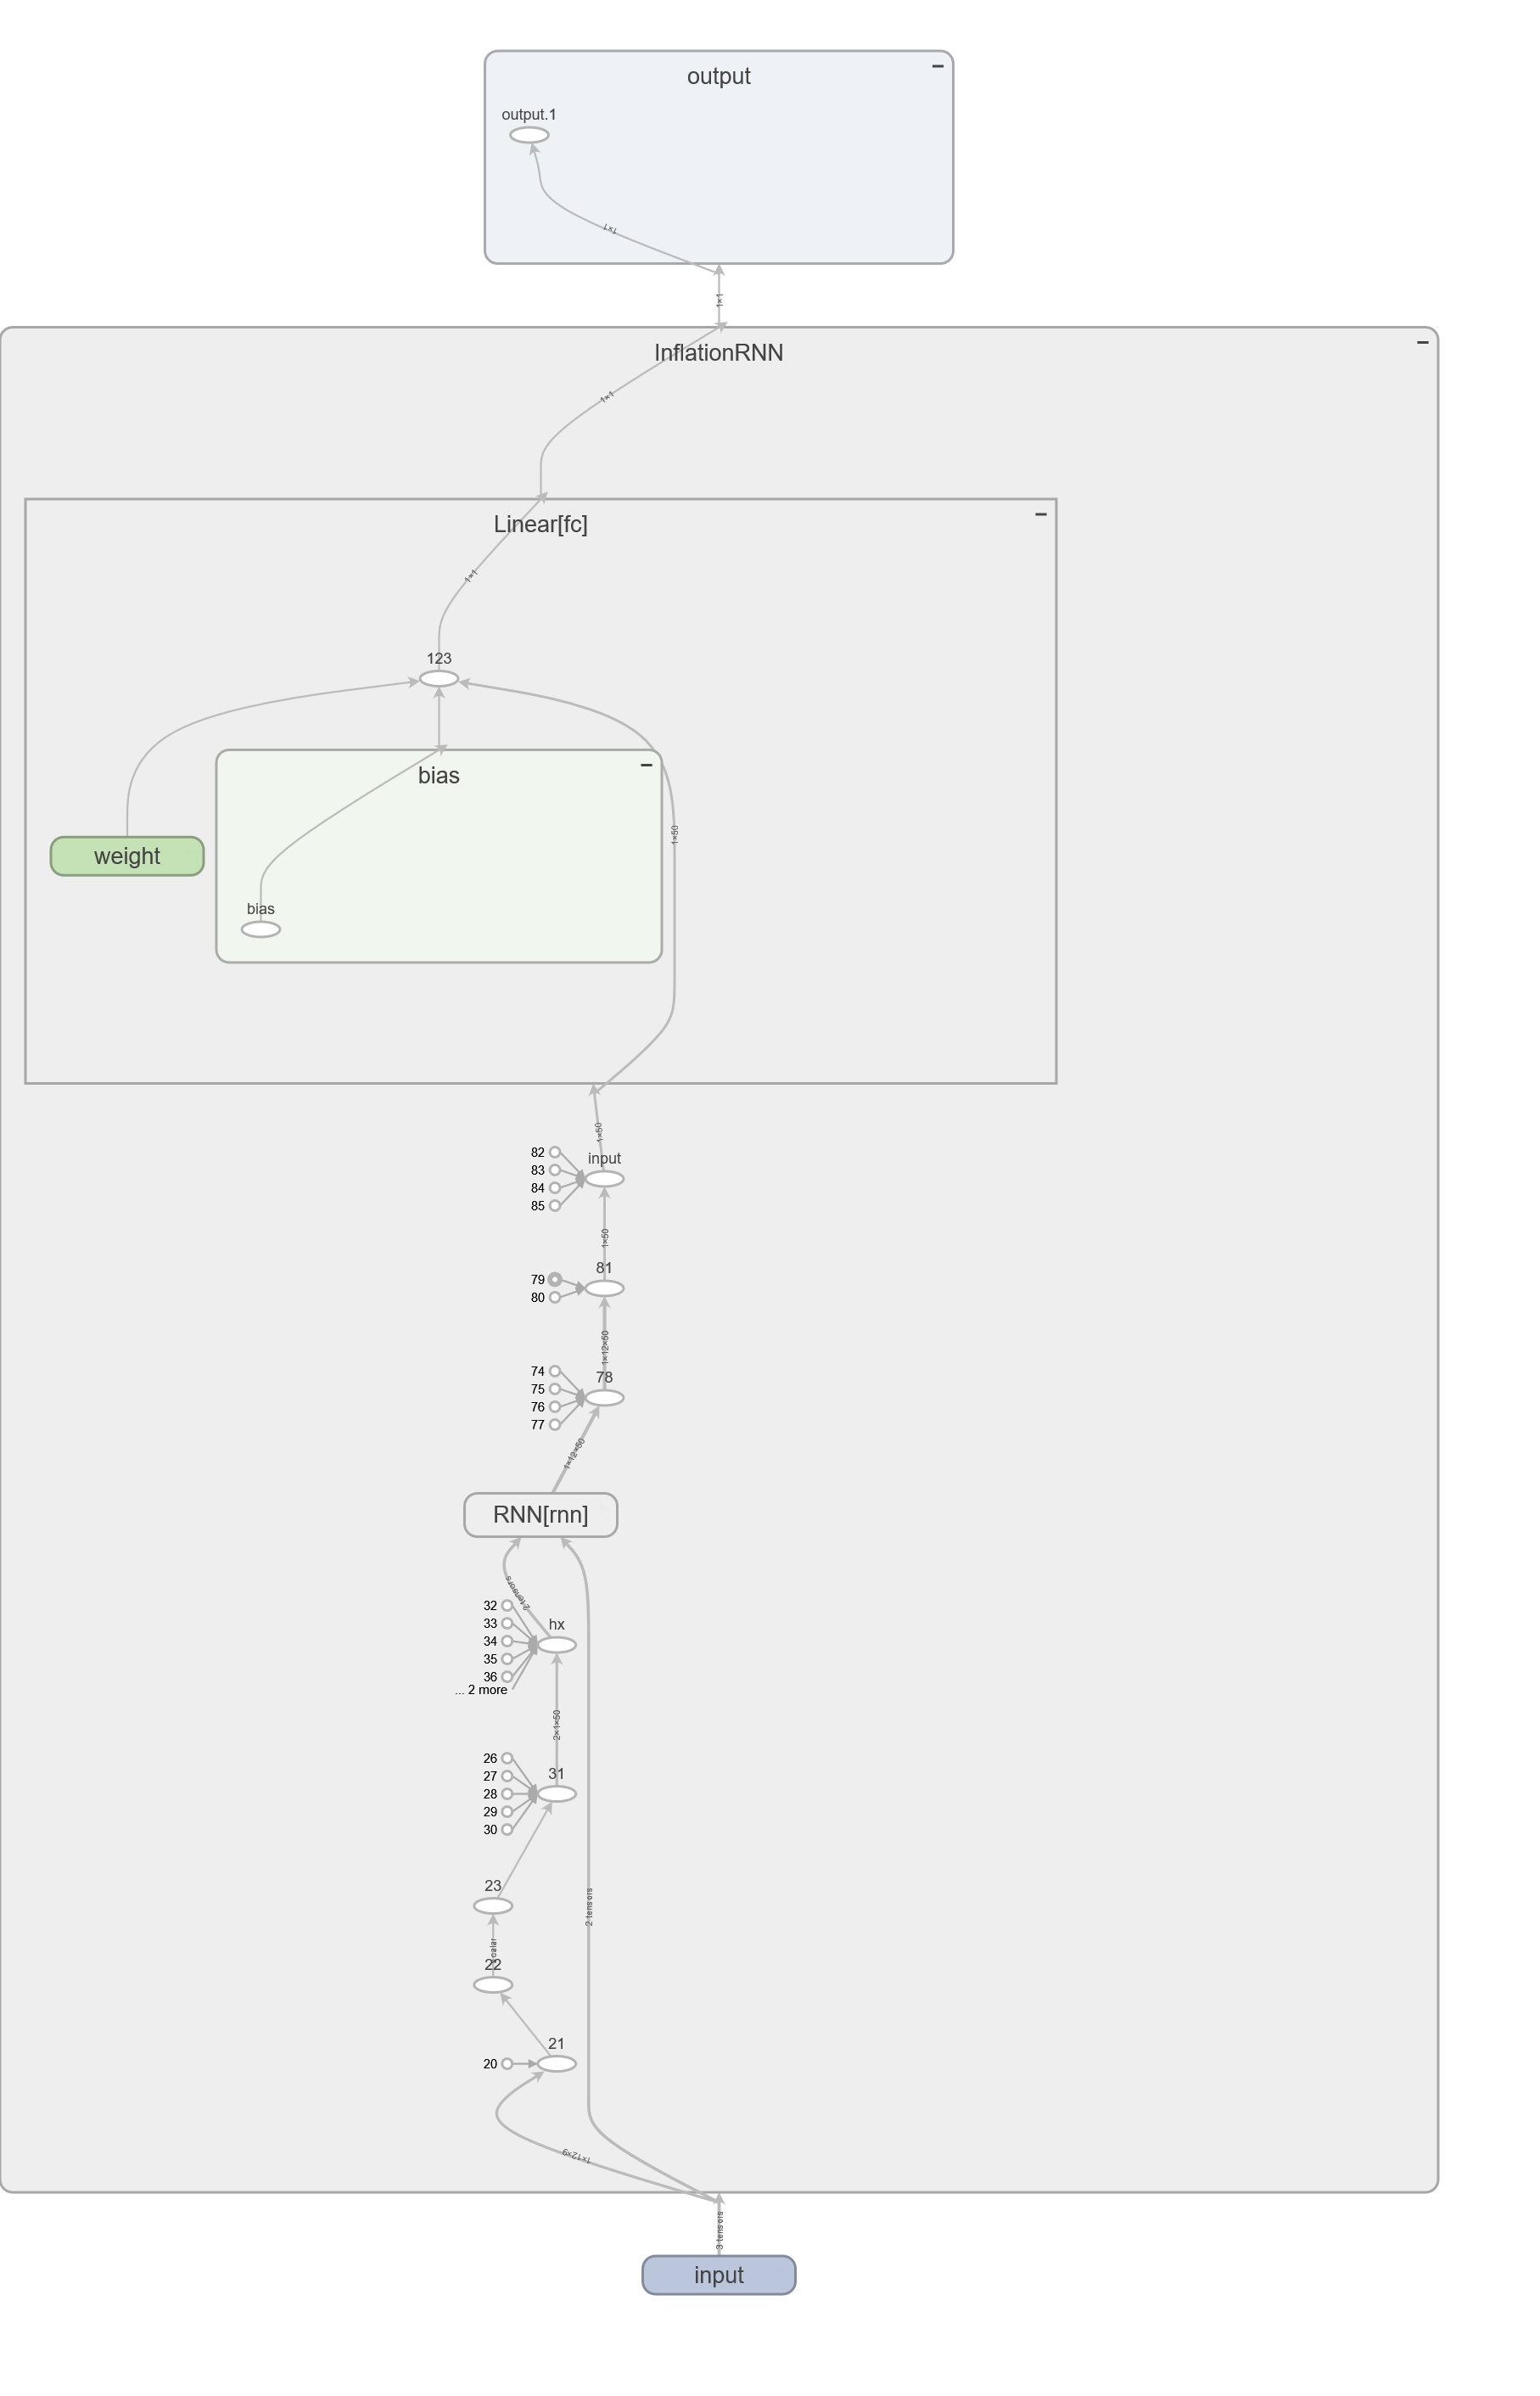 output
output.1
1×1
1×1
InflationRNN
1×1
Linear[fc]
1×1
123
bias
1×50
weight
bias
1×50
82
input
83
84
85
1×50
81
79
80
1×12×50
78
74
75
76
77
1×12×50
RNN[rnn]
2 tensors
32
hx
33
34
35
36
... 2 more
2×1×50
26
31
27
28
29
30
23
2 tensors
scalar
22
21
20
1×12×9
3 tensors
input